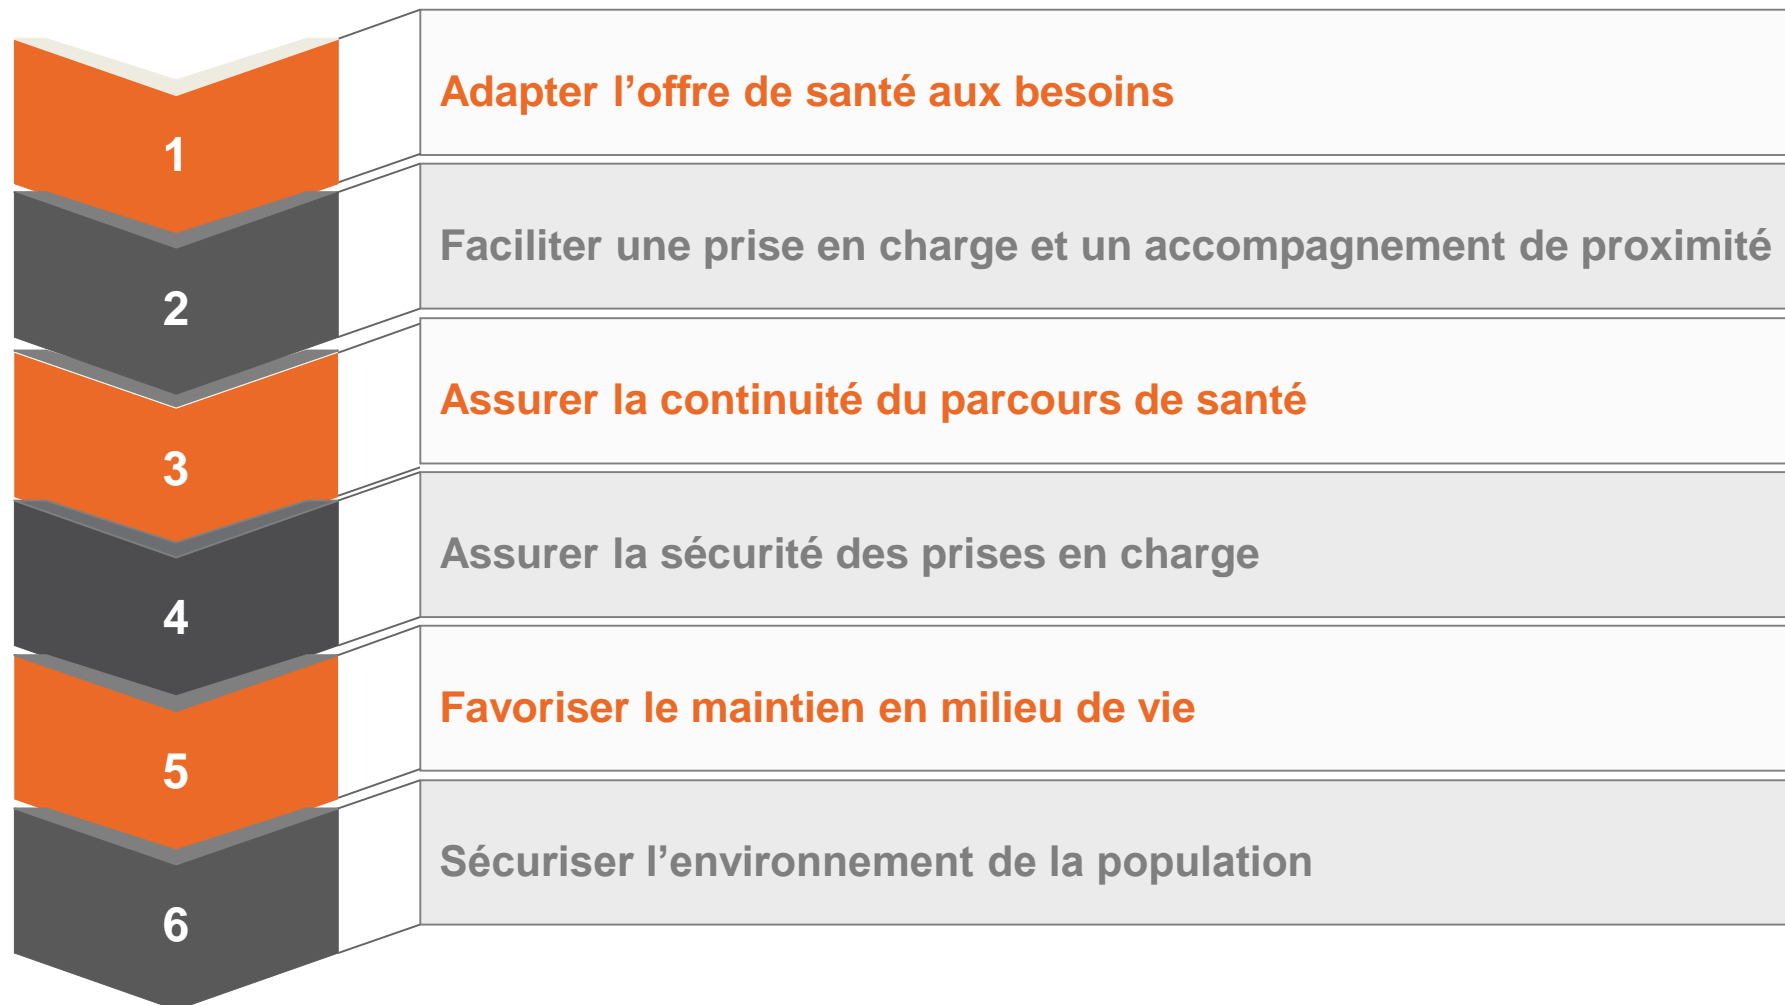 1
Adapter l’offre de santé aux besoins
2
Faciliter une prise en charge et un accompagnement de proximité
3
Assurer la continuité du parcours de santé
4
Assurer la sécurité des prises en charge
5
Favoriser le maintien en milieu de vie
6
Sécuriser l’environnement de la population